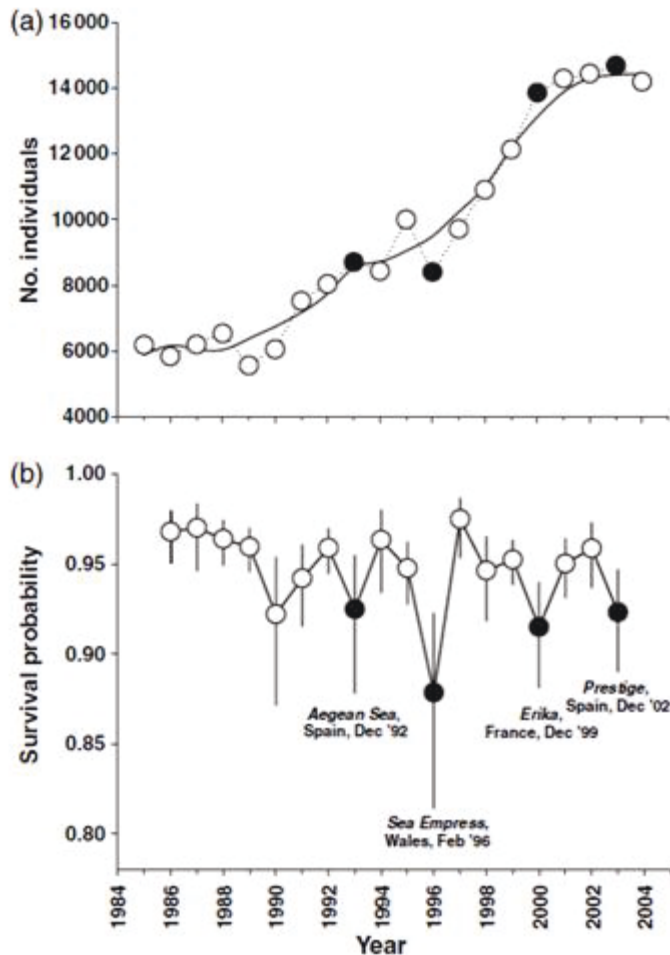 (a)
16 000
14 000
12 000
10000
8000
6000
4000
No. individuals
(b)
1.00
0.95
0.90
0.85
0.80
Survival probability
Aegean Sea,
Spain, Dec '92
Sea Empress,
Wales, Feb '96
Erika,
France, Dec '99
Prestige,
Spain, Dec '02
1984
1986
1988
1990
1992
1994
1996
1998
2000
2002
2004
Year